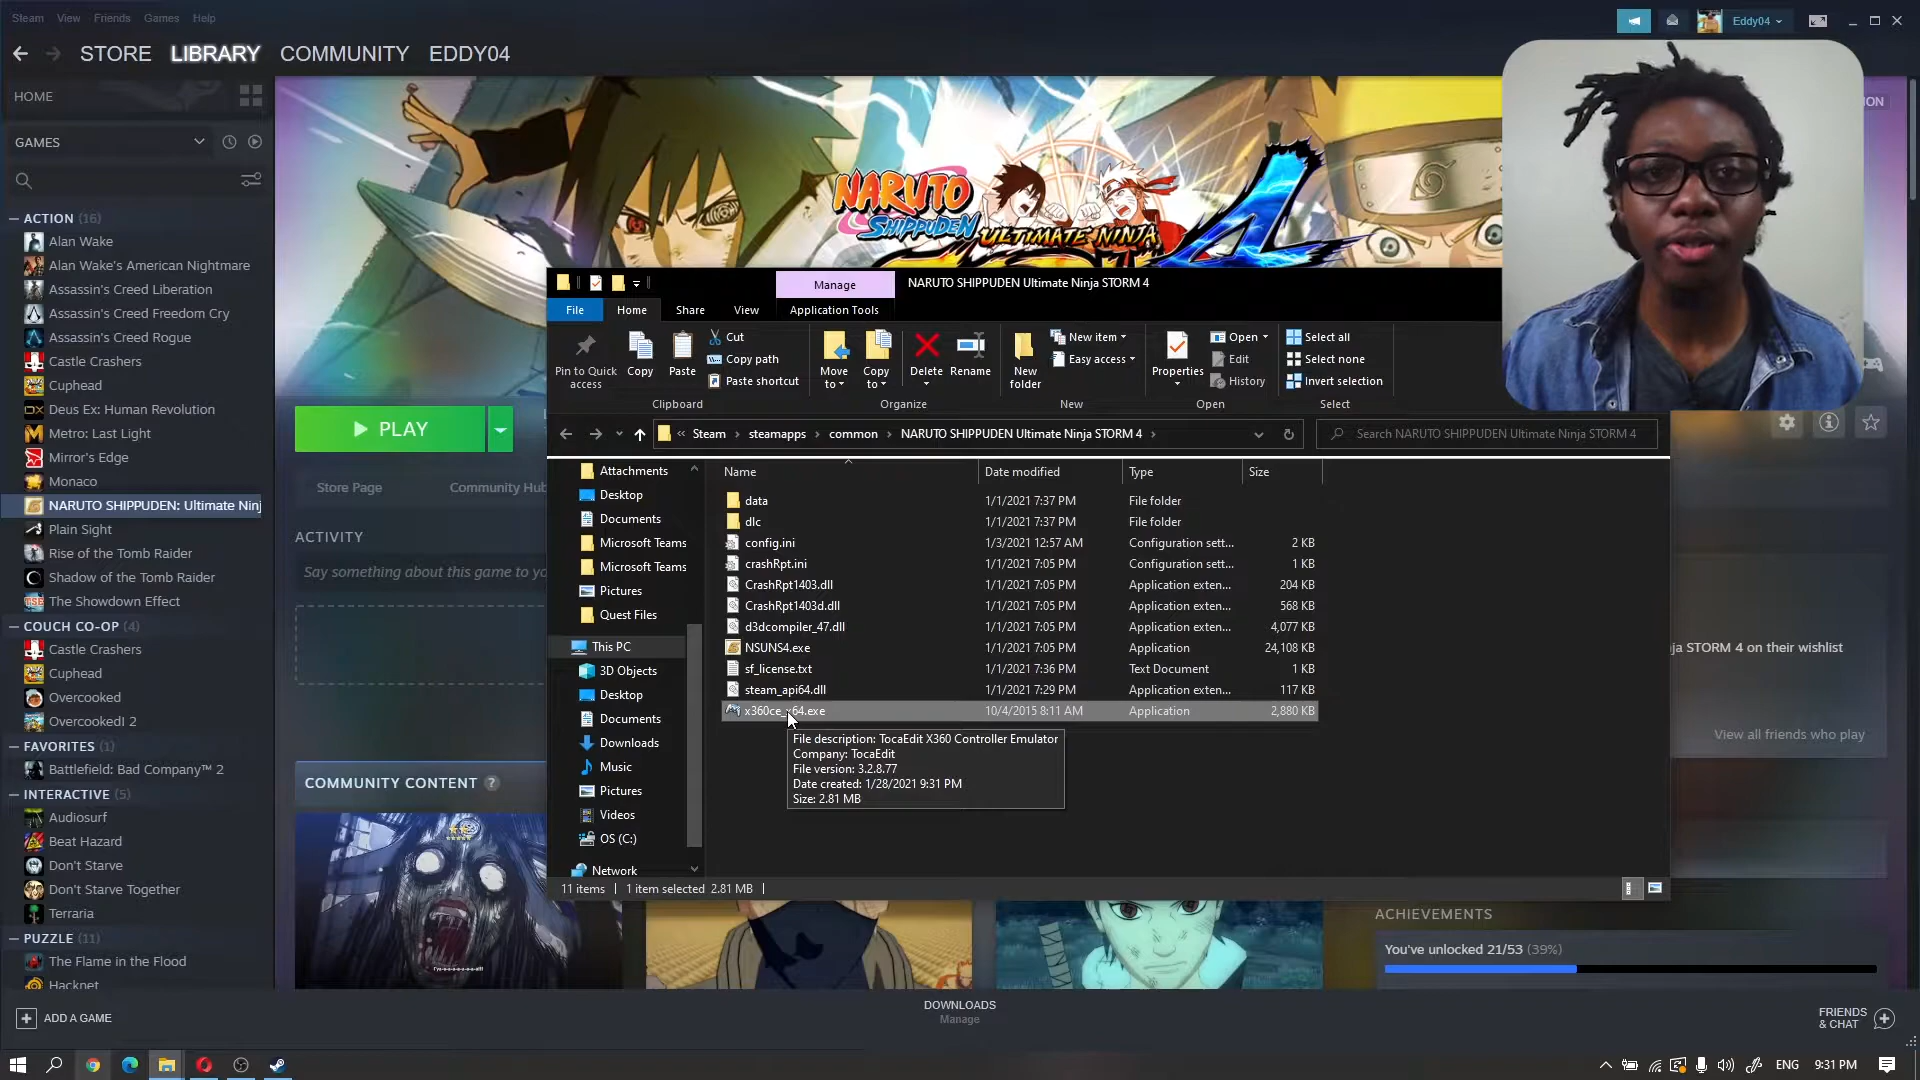 Steam View Friends Games Help
Eddy04
STORE LIBRARY COMMUNITY EDDY04
HOME
GAMES
ACTION (16)
Alan Wake
Alan Wake's American Nightmare
Assassin's Creed Liberation
Assassin's Creed Freedom Cry
Assassin's Creed Rogue
Castle Crashers
Cuphead
Deus Ex: Human Revolution
Metro: Last Light
Mirror's Edge
Monaco
NARUTO SHIPPUDEN: Ultimate Ninj
Plain Sight
Rise of the Tomb Raider
Shadow of the Tomb Raider
The Showdown Effect
COUCH CO-OP (4)
Castle Crashers
Cuphead
Overcooked
Overcooked! 2
FAVORITES (1)
Battlefield: Bad Company™ 2
INTERACTIVE (5)
Audiosurf
Beat Hazard
Don't Starve
Don't Starve Together
Terraria
PUZZLE (11)
The Flame in the Flood
Hacknet
ADD A GAME
NARUTO
SHIPPUDEN
ULTIMATE NINJA
4
ION
PLAY
Store Page Community Hub
ACTIVITY
Say something about this game to yo
COMMUNITY CONTENT ?
Manage NARUTO SHIPPUDEN Ultimate Ninja STORM 4
File Home Share View Application Tools
Pin to Quick access
Copy
Paste
Cut
Copy path
Paste shortcut
Clipboard
Move to
Copy to
Delete
Rename
Organize
New folder
New item
Easy access
New
Properties
Open
Edit
History
Open
Select all
Select none
Invert selection
Select
« Steam > steamapps > common > NARUTO SHIPPUDEN Ultimate Ninja STORM 4 >
Search NARUTO SHIPPUDEN Ultimate Ninja STORM 4
Attachments
Desktop
Documents
Microsoft Teams
Microsoft Teams
Pictures
Quest Files
This PC
3D Objects
Desktop
Documents
Downloads
Music
Pictures
Videos
OS (C:)
Network
Name Date modified Type Size
data 1/1/2021 7:37 PM File folder
dlc 1/1/2021 7:37 PM File folder
config.ini 1/3/2021 12:57 AM Configuration sett... 2 KB
crashRpt.ini 1/1/2021 7:05 PM Configuration sett... 1 KB
CrashRpt1403.dll 1/1/2021 7:05 PM Application exten... 204 KB
CrashRpt1403d.dll 1/1/2021 7:05 PM Application exten... 568 KB
d3dcompiler_47.dll 1/1/2021 7:05 PM Application exten... 4,077 KB
NSUNS4.exe 1/1/2021 7:05 PM Application 24,108 KB
sf_license.txt 1/1/2021 7:36 PM Text Document 1 KB
steam_api64.dll 1/1/2021 7:29 PM Application exten... 117 KB
x360ce_x64.exe 10/4/2015 8:11 AM Application 2,880 KB
File description: TocaEdit X360 Controller Emulator
Company: TocaEdit
File version: 3.2.8.77
Date created: 1/28/2021 9:31 PM
Size: 2.81 MB
11 items 1 item selected 2.81 MB
ja STORM 4 on their wishlist
View all friends who play
ACHIEVEMENTS
You've unlocked 21/53 (39%)
DOWNLOADS
Manage
FRIENDS
& CHAT
ENG 9:31 PM